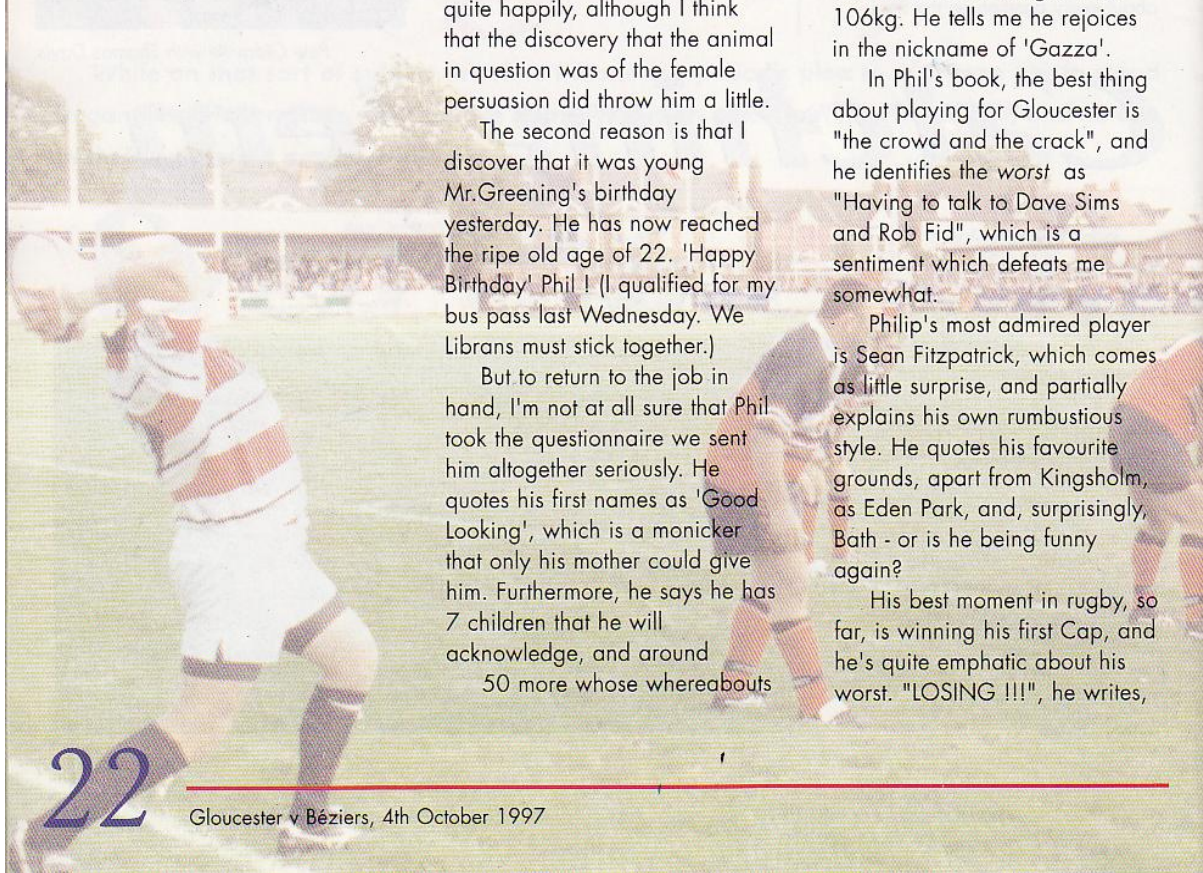 quite happily, although I think
that the discovery that the animal
in question was of the female
persuasion did throw him a little.
The second reason is that I
discover that it was young
Mr.Greening's birthday
yesterday. He has now reached
the ripe old age of 22. 'Happy
Birthday' Phil ! (I qualified for my
bus pass last Wednesday. We
Librans must stick together.)
But to return to the job in
hand, I'm not at all sure that Phil
took the questionnaire we sent
him altogether seriously. He
quotes his first names as 'Good
Looking', which is a monicker
that only his mother could give
him. Furthermore, he says he has
7 children that he will
acknowledge, and around
50 more whose whereabouts
106kg. He tells me he rejoices
in the nickname of 'Gazza'.
In Phil's book, the best thing
about playing for Gloucester is
"the crowd and the crack", and
he identifies the worst as
"Having to talk to Dave Sims
and Rob Fid", which is a
sentiment which defeats me
somewhat.
Philip's most admired player
is Sean Fitzpatrick, which comes
as little surprise, and partially
explains his own rumbustious
style. He quotes his favourite
grounds, apart from Kingsholm,
as Eden Park, and, surprisingly,
Bath - or is he being funny
again?
His best moment in rugby, so
far, is winning his first Cap, and
he's quite emphatic about his
worst. "LOSING !!!", he writes,
22
Gloucester v Béziers, 4th October 1997